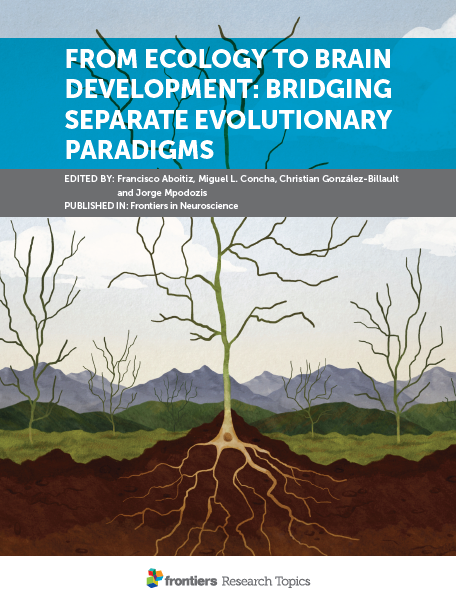 FROM ECOLOGY TO BRAIN
DEVELOPMENT: BRIDGING
SEPARATE EVOLUTIONARY
PARADIGMS
EDITED BY: Francisco Aboitiz, Miguel L. Concha, Christian González-Billault
and Jorge Mpodozis
PUBLISHED IN: Frontiers in Neuroscience
frontiers Research Topics